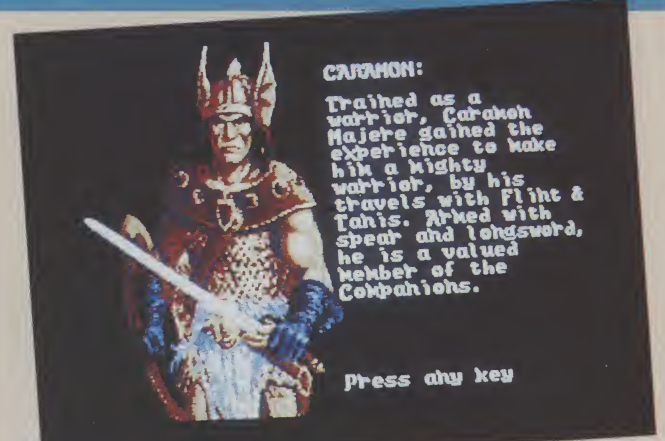 CARAMON:
Trained as a
warrior, Caramon
Majere gained the
experience to make
him a mighty
warrior, by his
travels with Flint &
Tanis. Armed with
spear and longsword,
he is a valued
member of the
Companions.
Press any key